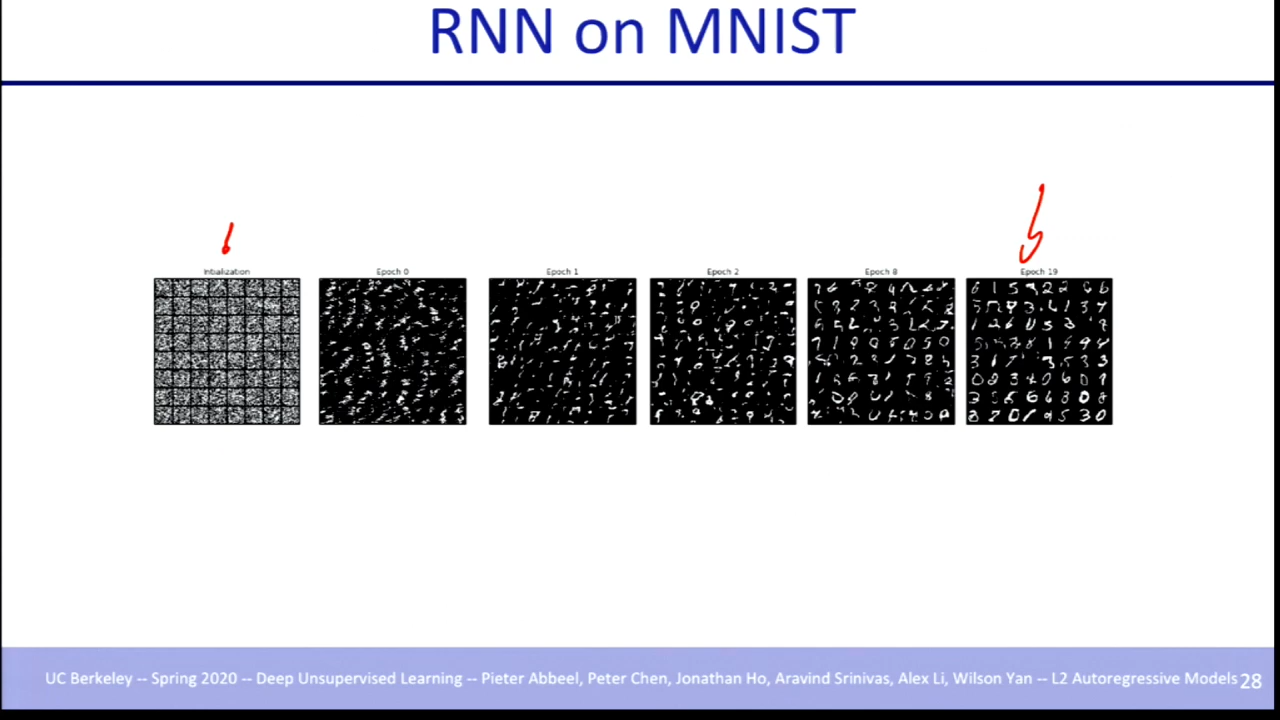 RNN on MNIST
Initialization
Epoch 0
Epoch 1
Epoch 2
Epoch 8
Epoch 19
UC Berkeley -- Spring 2020 -- Deep Unsupervised Learning -- Pieter Abbeel, Peter Chen, Jonathan Ho, Aravind Srinivas, Alex Li, Wilson Yan -- L2 Autoregressive Models 28